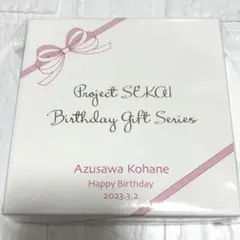 Project SEKAI
Birthday Gift Series
Azusawa Kohane
Happy Birthday
2023.3.2